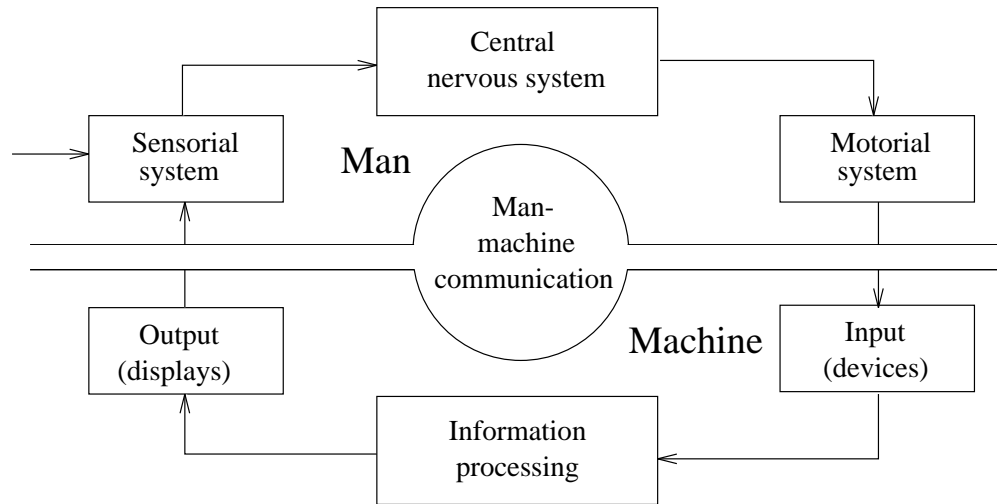 Central
nervous system
Sensorial
system
Motorial
system
Man
Man-
machine
communication
Output
(displays)
Machine
Input
(devices)
Information
processing